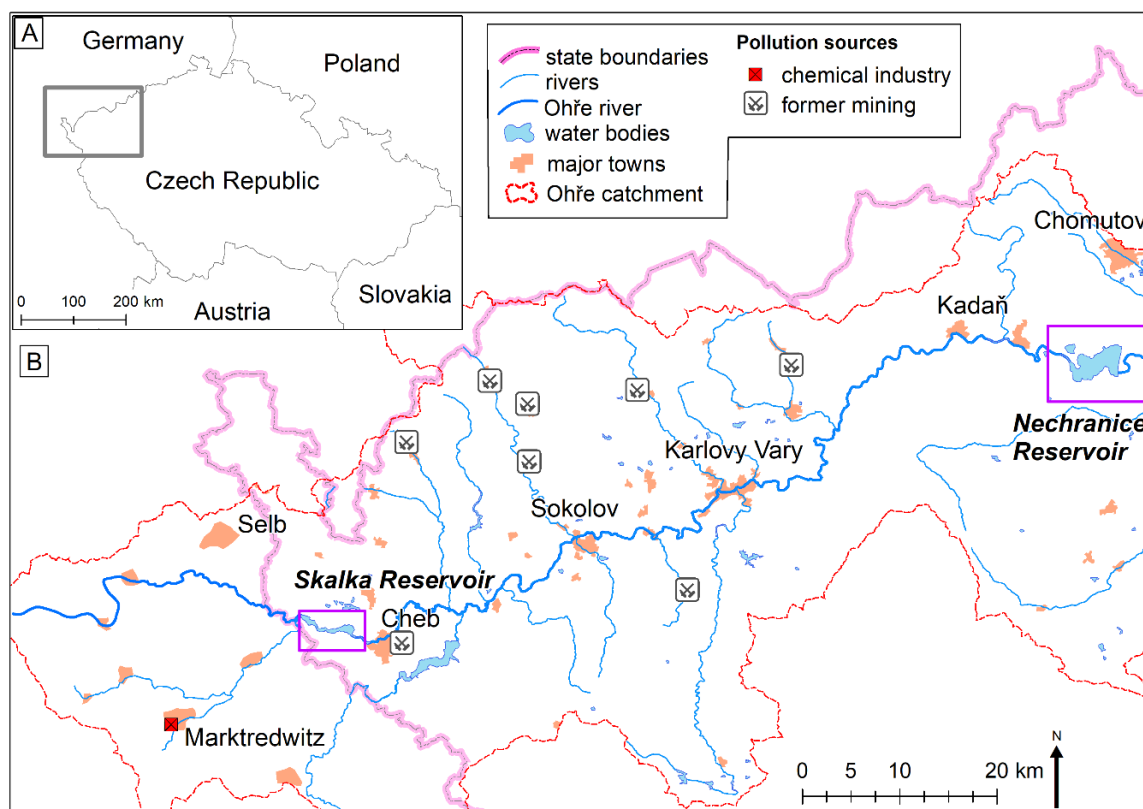 A
Germany
Poland
Czech Republic
0 100 200 km
Austria
Slovakia
state boundaries
rivers
Ohře river
water bodies
major towns
Ohře catchment
Pollution sources
chemical industry
former mining
B
Chomutov
Kadaň
Nechranice
Reservoir
Karlovy Vary
Sokolov
Selb
Skalka Reservoir
Cheb
Marktredwitz
0 5 10 20 km
N